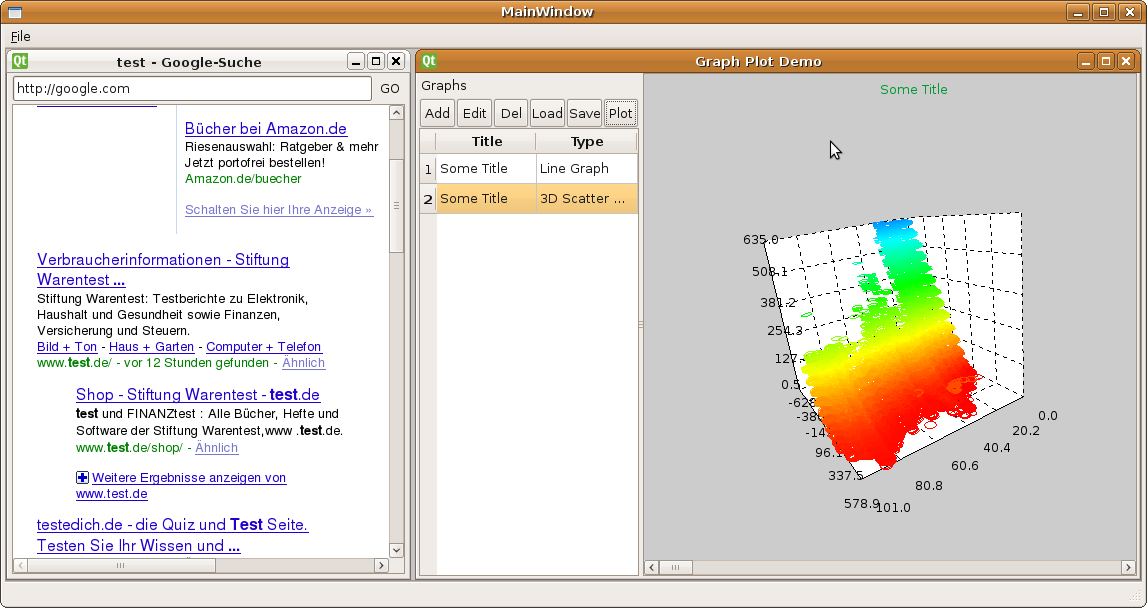 MainWindow
File
Qt
test - Google-Suche
http://google.com
GO
Bücher bei Amazon.de
Riesenauswahl: Ratgeber & mehr
Jetzt portofrei bestellen!
Amazon.de/buecher
Schalten Sie hier Ihre Anzeige »
Verbraucherinformationen - Stiftung
Warentest ...
Stiftung Warentest: Testberichte zu Elektronik,
Haushalt und Gesundheit sowie Finanzen,
Versicherung und Steuern.
Bild + Ton - Haus + Garten - Computer + Telefon
www.test.de/ - vor 12 Stunden gefunden - Ähnlich
Shop - Stiftung Warentest - test.de
test und FINANZtest : Alle Bücher, Hefte und
Software der Stiftung Warentest,www .test.de.
www.test.de/shop/ - Ähnlich
Weitere Ergebnisse anzeigen von
www.test.de
testedich.de - die Quiz und Test Seite.
Testen Sie Ihr Wissen und ...
Qt
Graph Plot Demo
Graphs
Add Edit Del Load Save Plot
Title Type
1 Some Title Line Graph
2 Some Title 3D Scatter ...
Some Title
635.0
508.1
381.2
254.3
127.
0.5
337.5
578.9
101.0
80.8
60.6
40.4
20.2
0.0